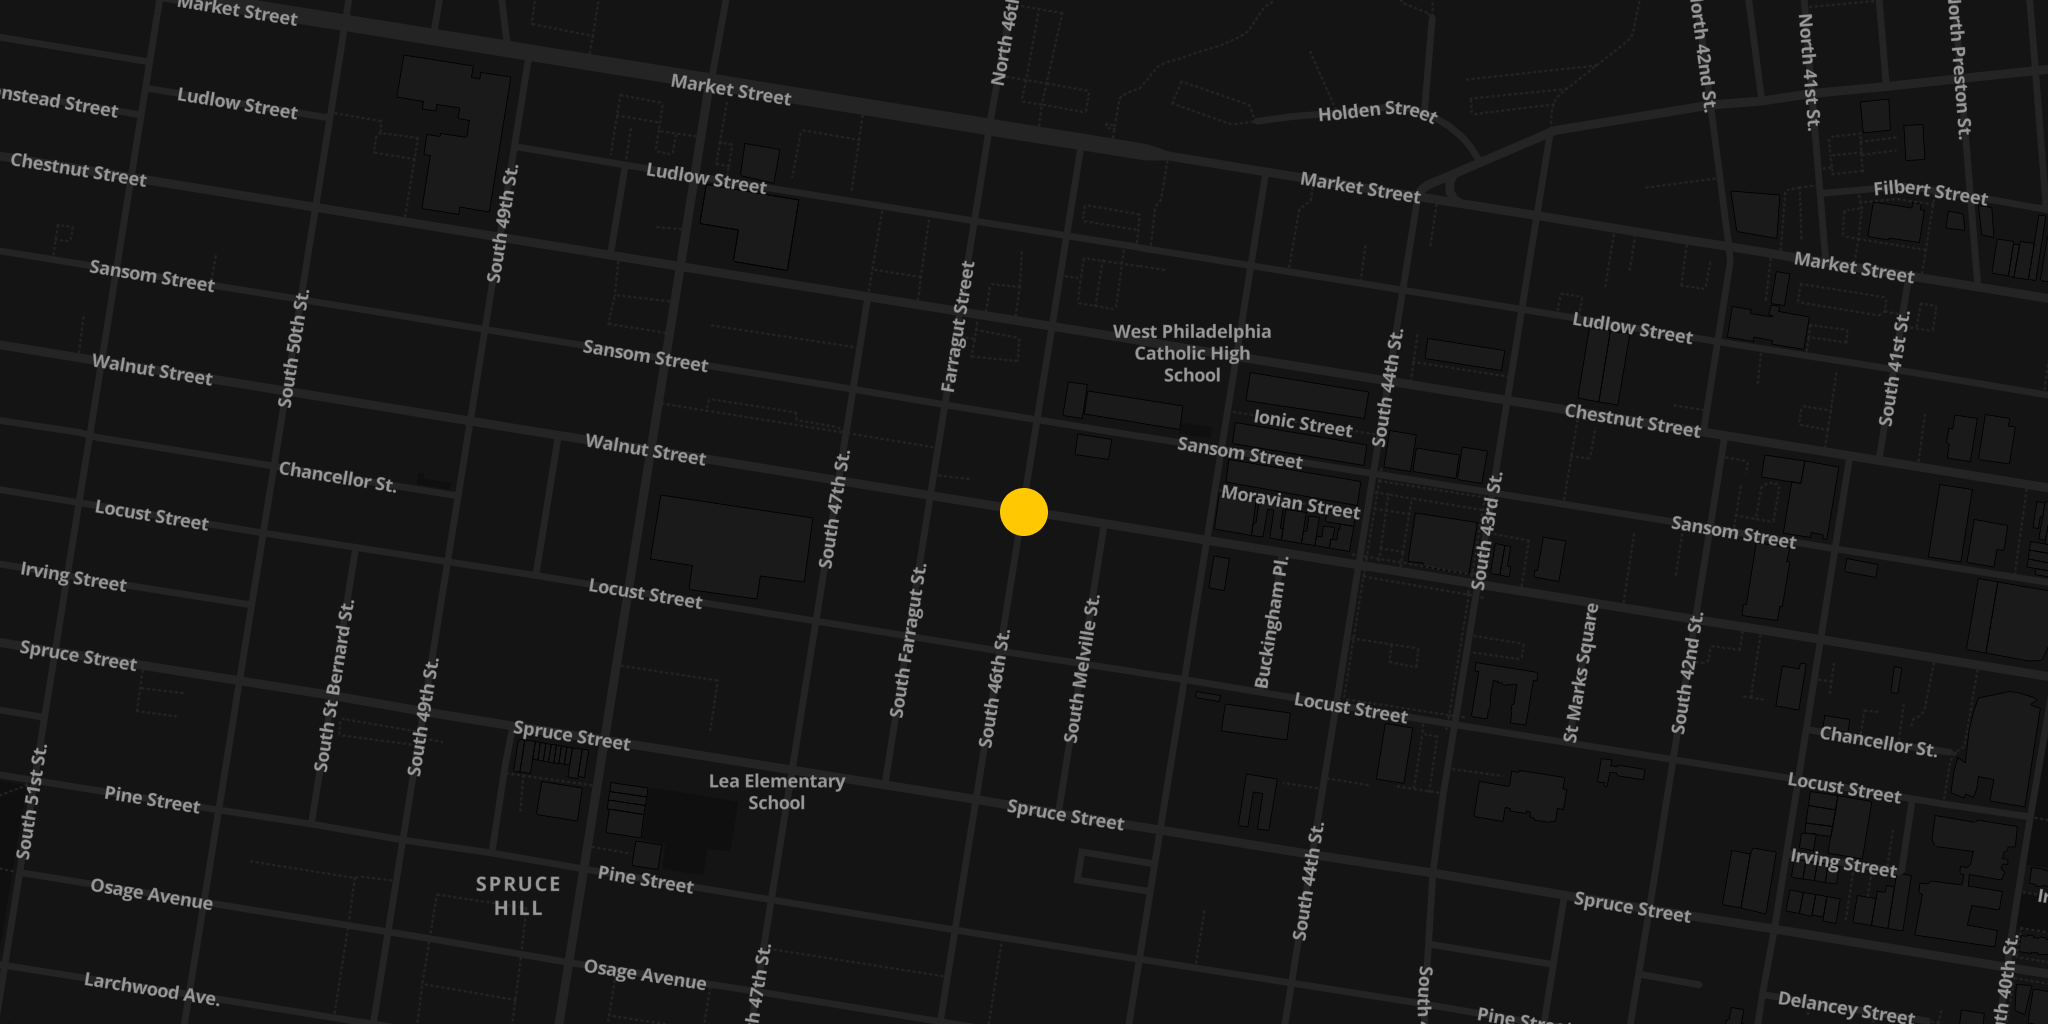 Market Street
North 46th
North 42nd St.
North 41st St.
North Preston St.
Ludlow Street
Market Street
Holden Street
Chestnut Street
South 49th St.
Ludlow Street
Market Street
Filbert Street
Sansom Street
South 50th St.
Farragut Street
West Philadelphia
Catholic High
School
Market Street
Ludlow Street
South 41st St.
Walnut Street
Sansom Street
South 44th St.
Ionic Street
Chestnut Street
Walnut Street
Sansom Street
Chancellor St.
South 47th St.
Moravian Street
South 43rd St.
Sansom Street
Locust Street
Irving Street
Locust Street
South Farragut St.
South 46th St.
South Melville St.
Buckingham Pl.
St Marks Square
South 42nd St.
Spruce Street
South St Bernard St.
South 49th St.
Locust Street
Spruce Street
Chancellor St.
South 51st St.
Pine Street
Lea Elementary
School
Spruce Street
Locust Street
South 44th St.
Irving Street
Osage Avenue
SPRUCE
HILL
Pine Street
Spruce Street
Larchwood Ave.
Osage Avenue
47th St.
South
Pine Street
Delancey Street
40th St.